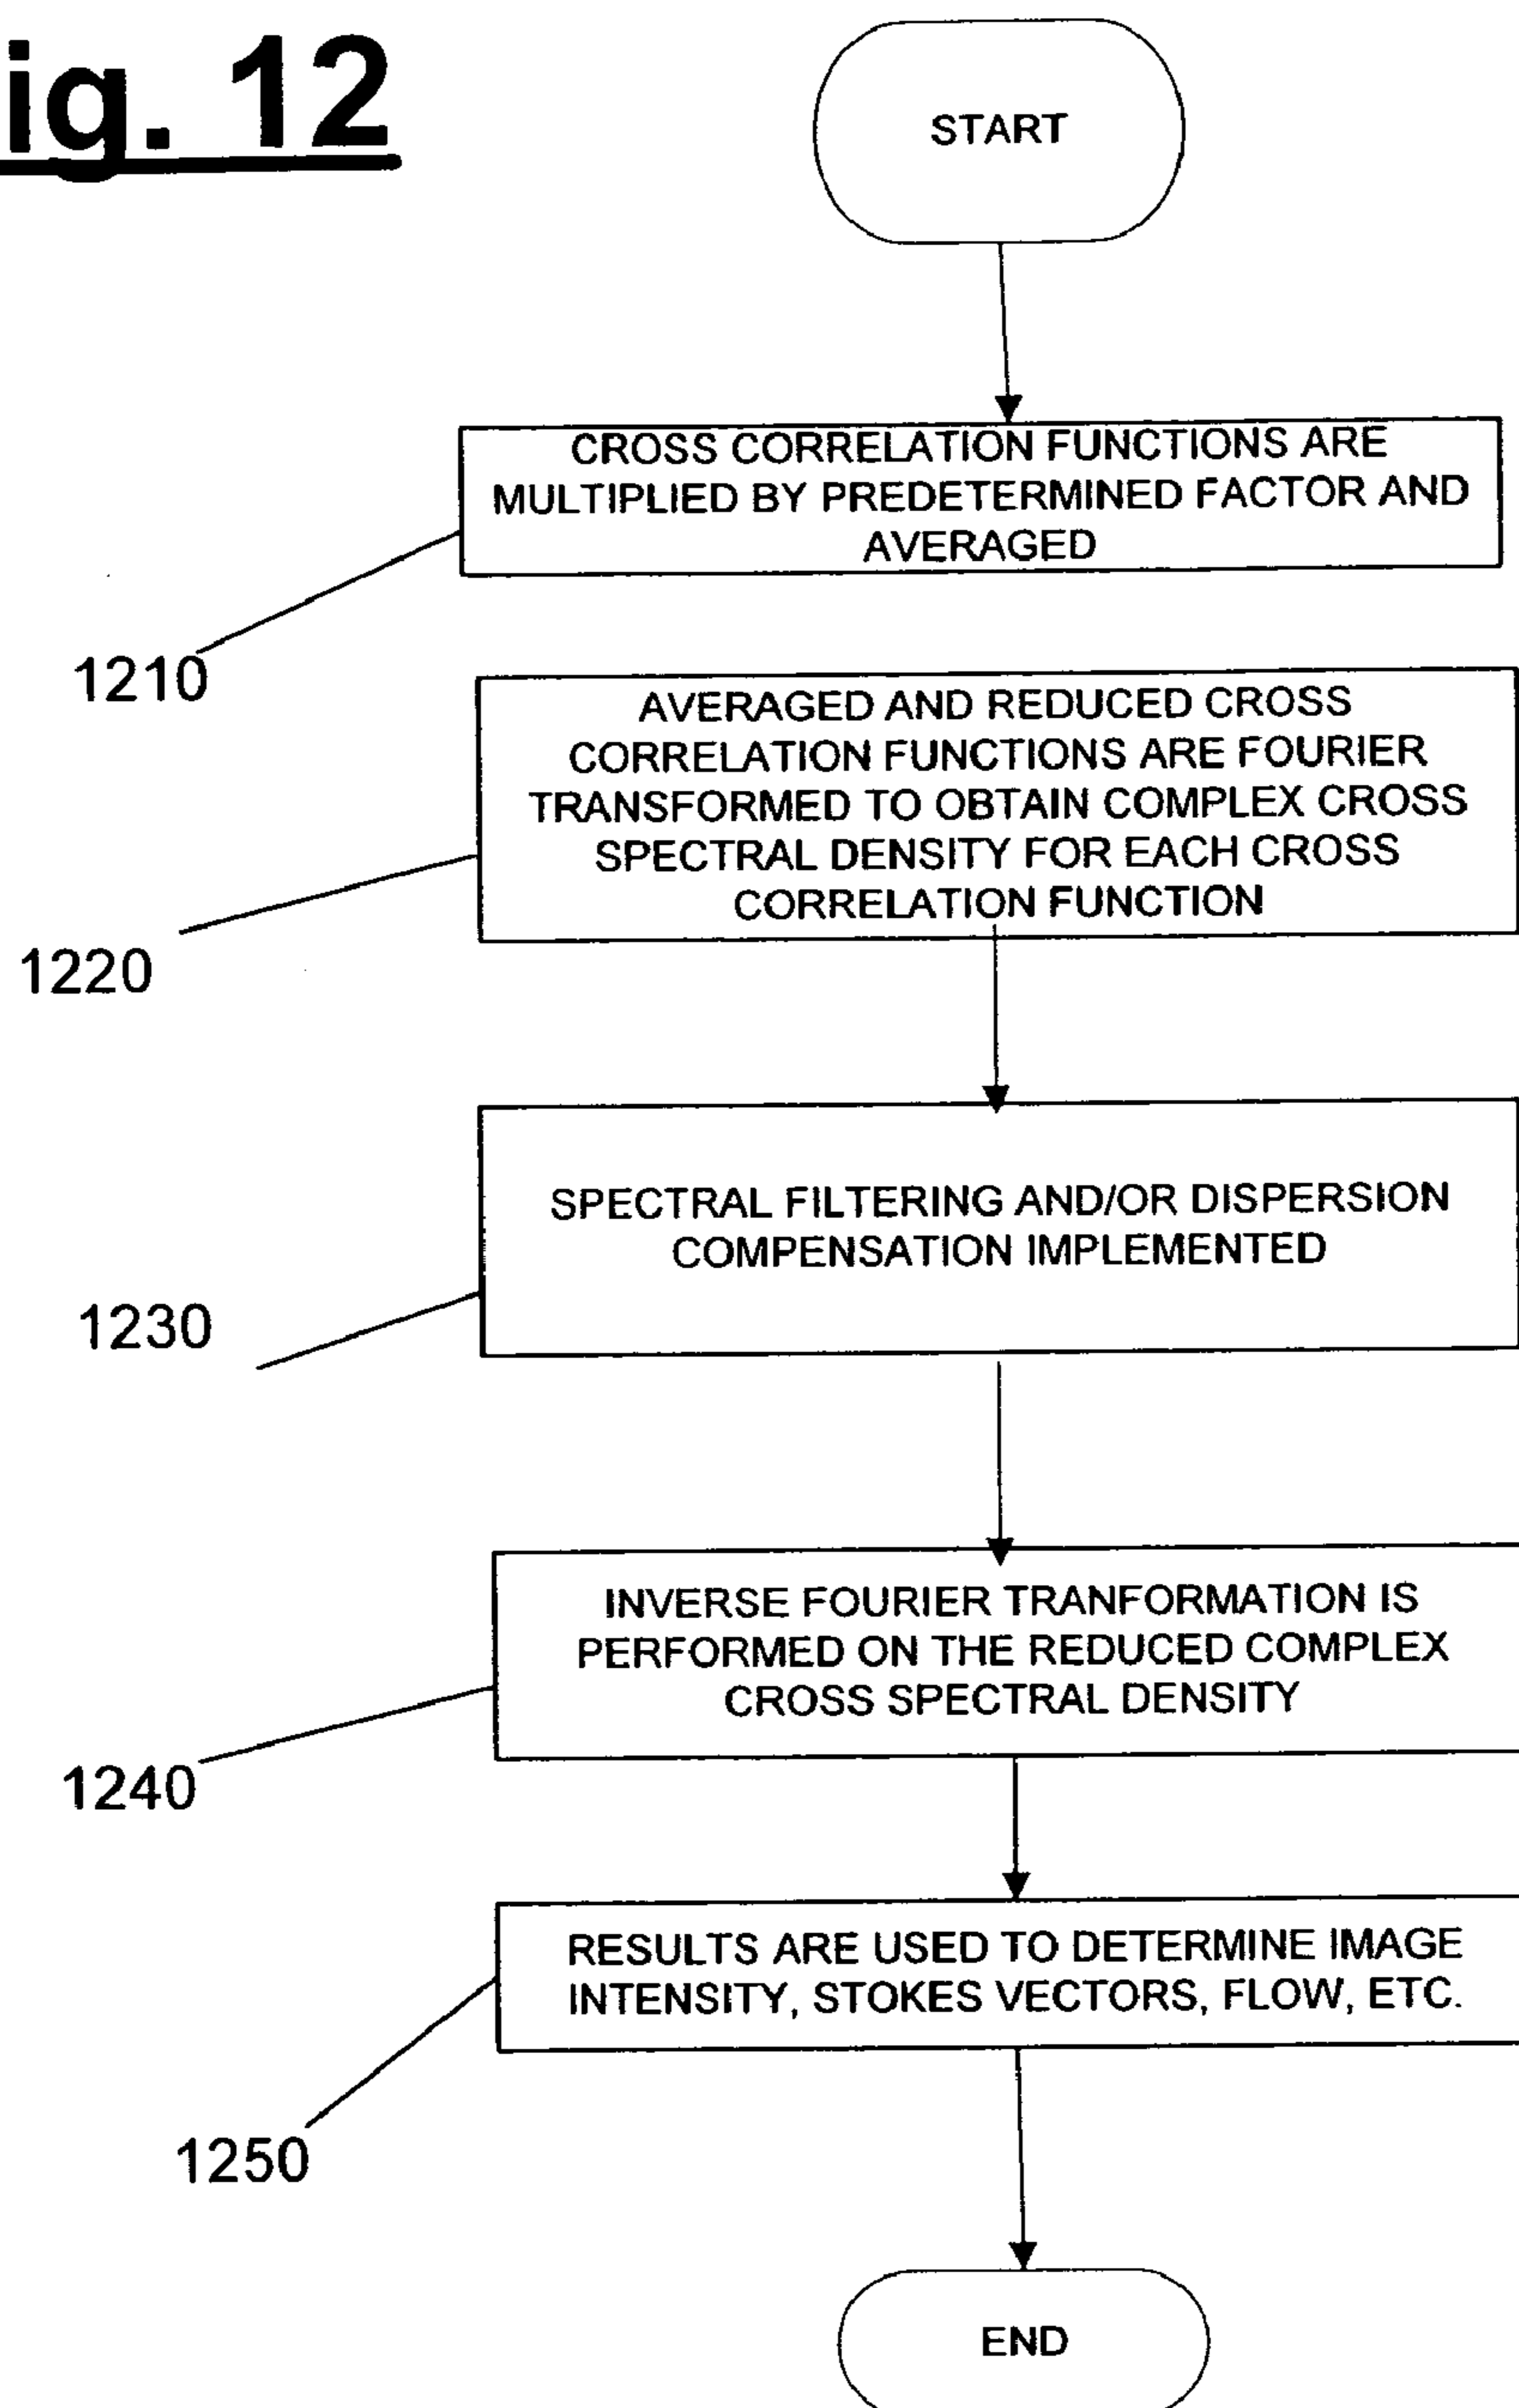 ig. 12
START
CROSS CORRELATION FUNCTIONS ARE
MULTIPLIED BY PREDETERMINED FACTOR AND
AVERAGED
1210
AVERAGED AND REDUCED CROSS
CORRELATION FUNCTIONS ARE FOURIER
TRANSFORMED TO OBTAIN COMPLEX CROSS
SPECTRAL DENSITY FOR EACH CROSS
CORRELATION FUNCTION
1220
SPECTRAL FILTERING AND/OR DISPERSION
COMPENSATION IMPLEMENTED
1230
INVERSE FOURIER TRANFORMATION IS
PERFORMED ON THE REDUCED COMPLEX
CROSS SPECTRAL DENSITY
1240
RESULTS ARE USED TO DETERMINE IMAGE
INTENSITY, STOKES VECTORS, FLOW, ETC.
1250
END